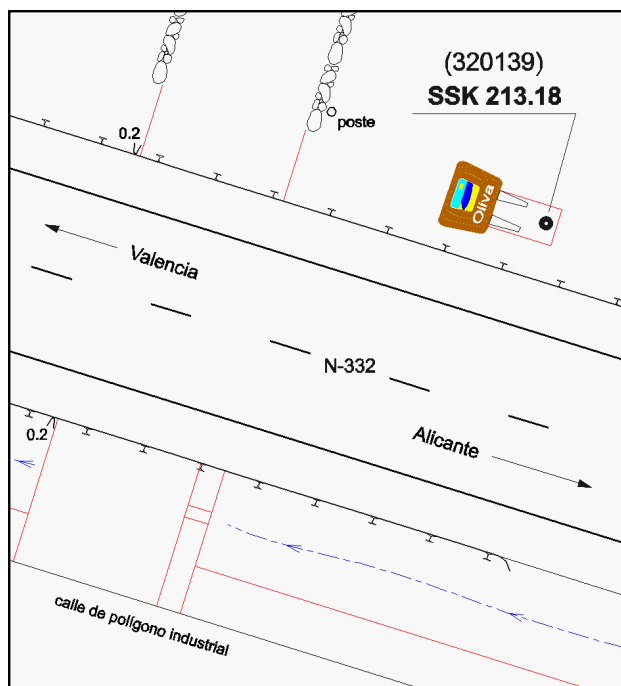 (320139)
SSK 213.18
poste
0.2
Oliva
Valencia
N-332
Alicante
0.2
calle de polígono industrial